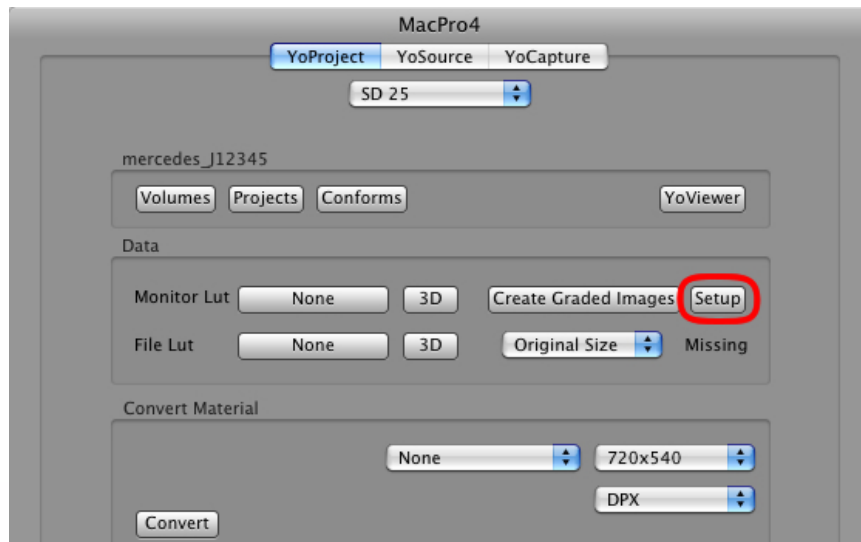 MacPro4
YoProject YoSource YoCapture
SD 25
mercedes_J12345
Volumes Projects Conforms YoViewer
Data
Monitor Lut None 3D Create Graded Images Setup
File Lut None 3D Original Size Missing
Convert Material
None 720x540
DPX
Convert